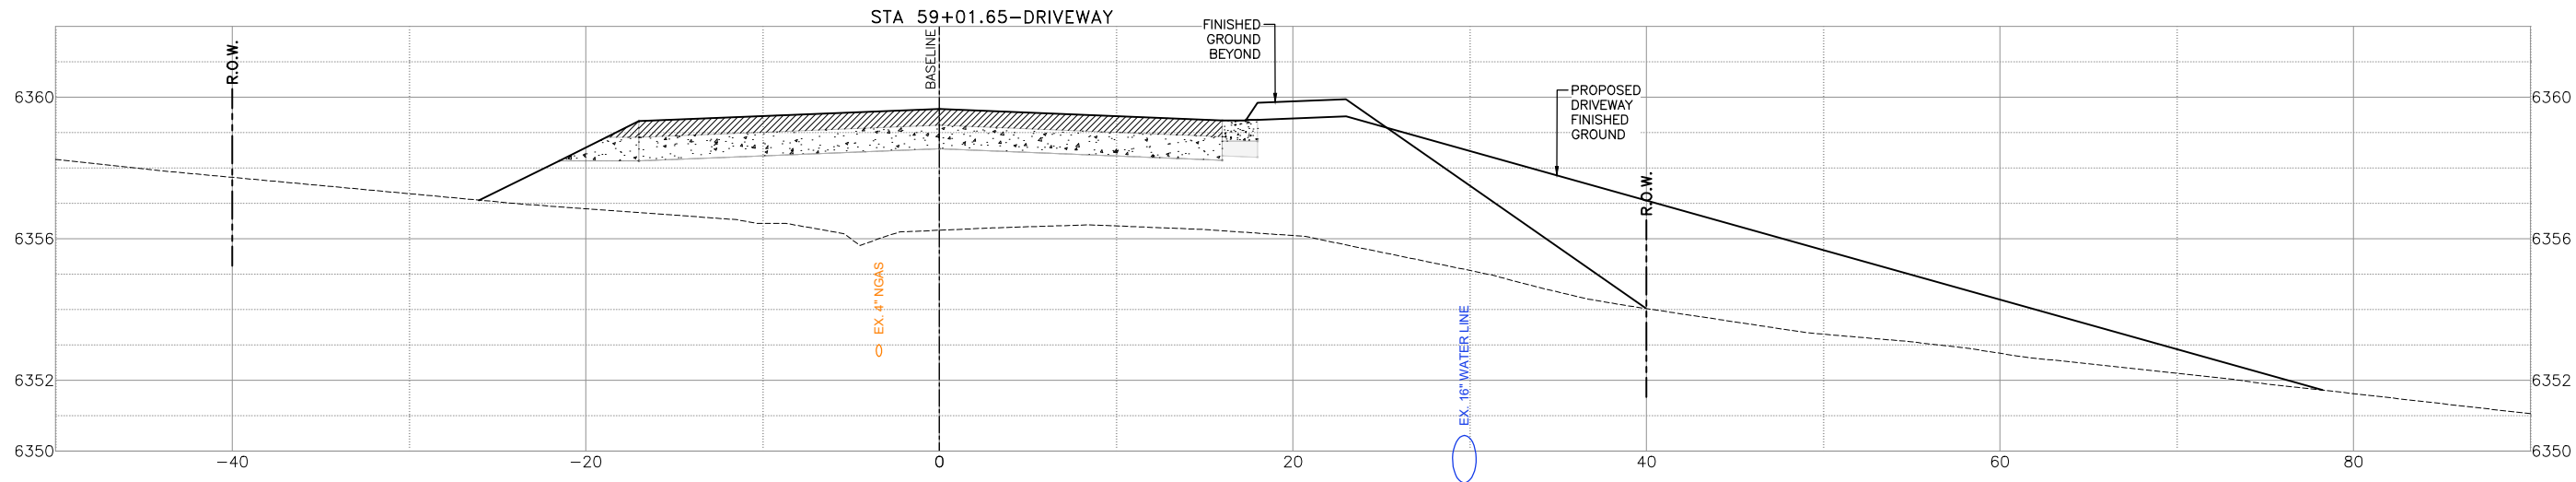 STA 59+01.65-DRIVEWAY
R.O.W.
BASELINE
FINISHED
GROUND
BEYOND
PROPOSED
DRIVEWAY
FINISHED
GROUND
R.O.W.
EX. 4" NGAS
EX. 16" WATER LINE
6360
6356
6352
6350
6360
6356
6352
6350
-40
-20
0
20
40
60
80